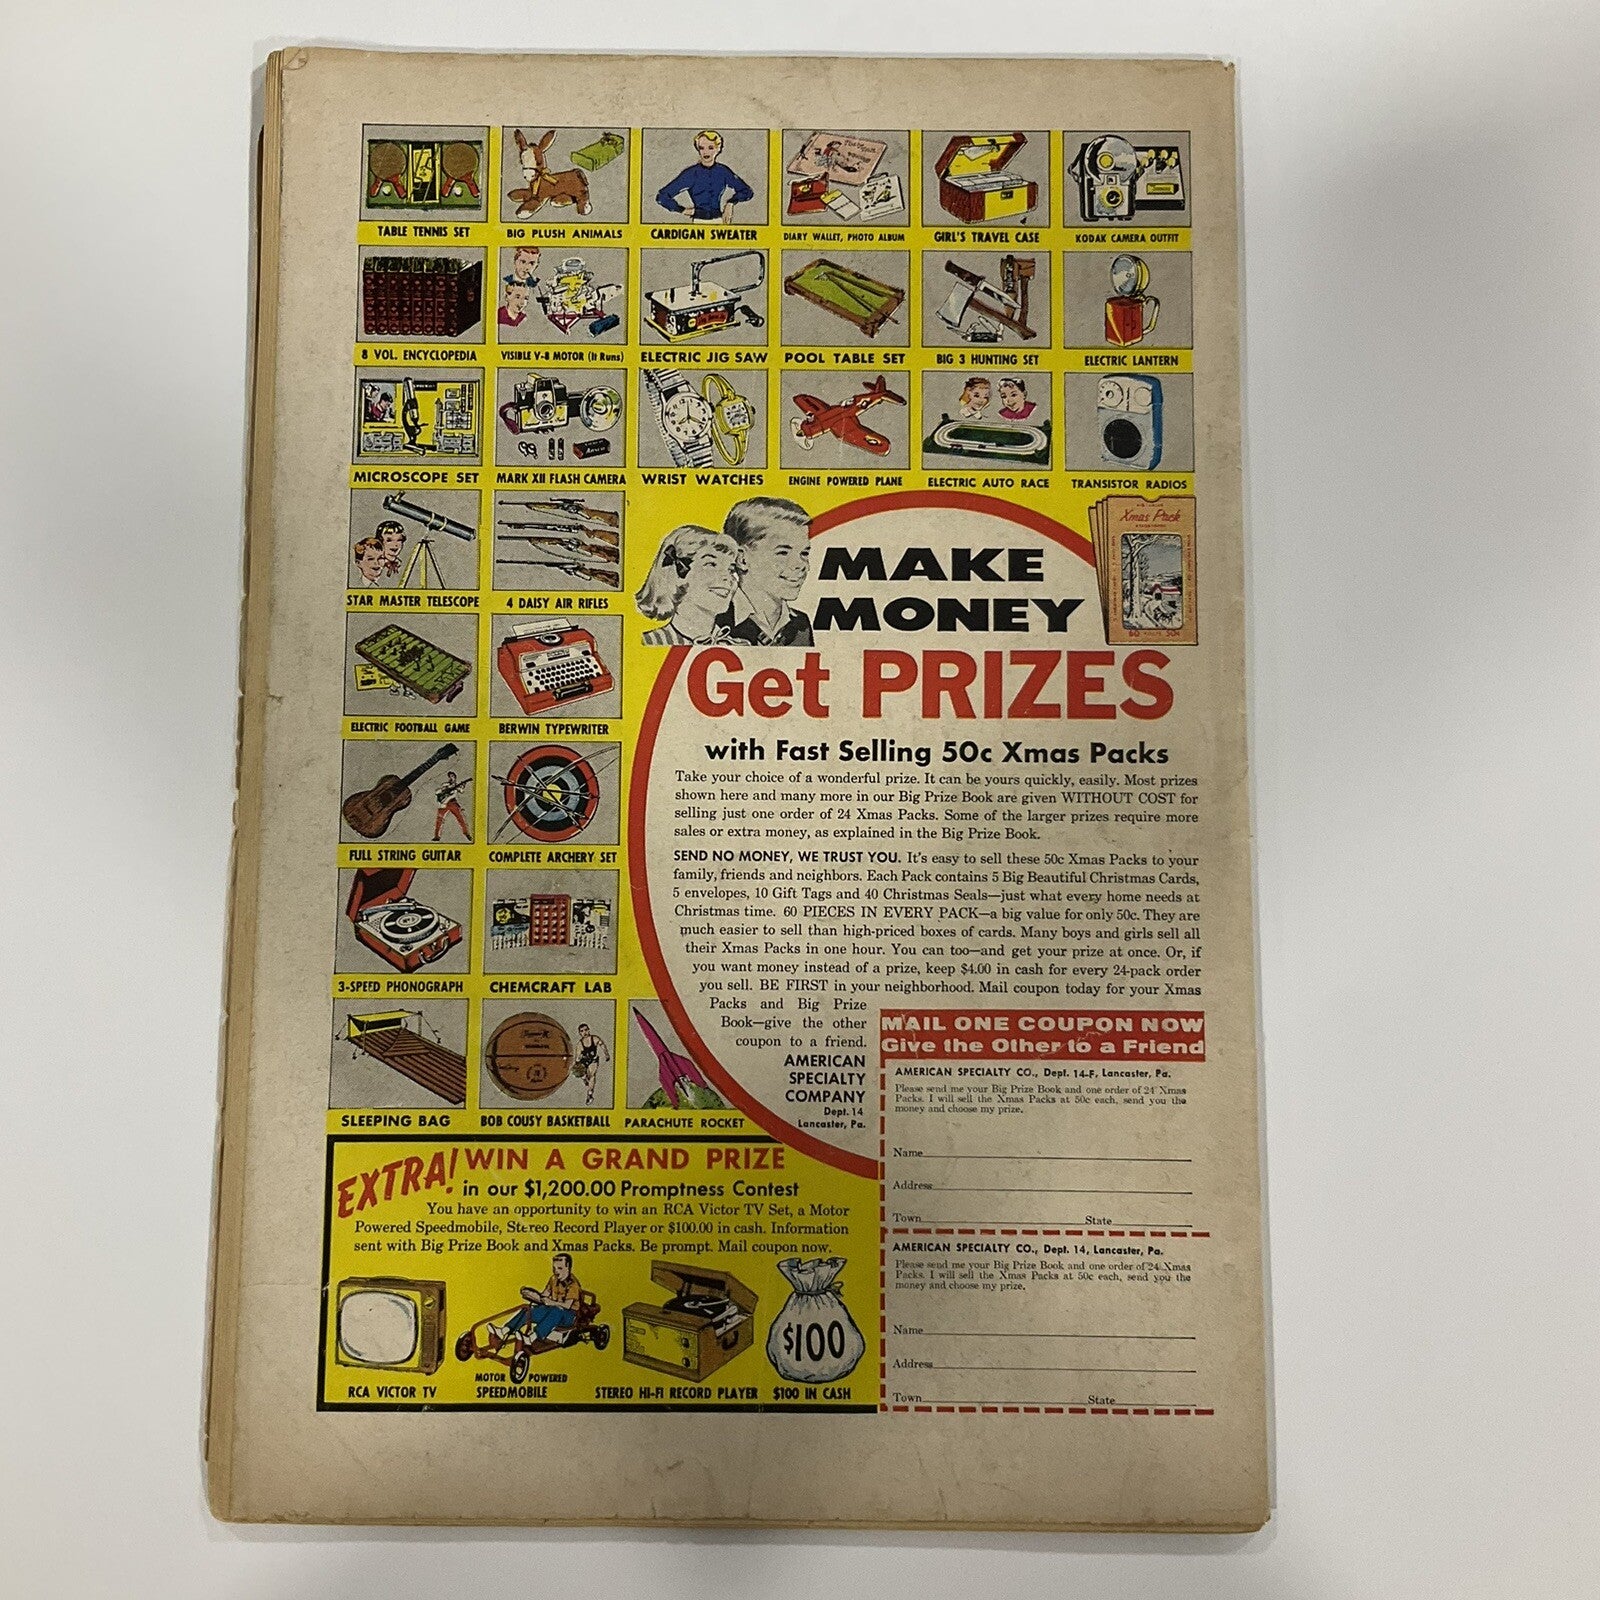 TABLE TENNIS SET
BIG PLUSH ANIMALS
CARDIGAN SWEATER
DIARY WALLET, PHOTO ALBUM
GIRL'S TRAVEL CASE
KODAK CAMERA OUTFIT
8 VOL. ENCYCLOPEDIA
VISIBLE V-8 MOTOR (It Runs)
ELECTRIC JIG SAW
POOL TABLE SET
BIG 3 HUNTING SET
ELECTRIC LANTERN
MICROSCOPE SET
MARK XII FLASH CAMERA
WRIST WATCHES
ENGINE POWERED PLANE
ELECTRIC AUTO RACE
TRANSISTOR RADIOS
STAR MASTER TELESCOPE
4 DAISY AIR RIFLES
ELECTRIC FOOTBALL GAME
BERWIN TYPEWRITER
FULL STRING GUITAR
COMPLETE ARCHERY SET
3-SPEED PHONOGRAPH
CHEMCRAFT LAB
SLEEPING BAG
BOB COUSY BASKETBALL
PARACHUTE ROCKET
Xmas Pack
60 50¢
MAKE
MONEY
Get PRIZES
with Fast Selling 50c Xmas Packs
Take your choice of a wonderful prize. It can be yours quickly, easily. Most prizes
shown here and many more in our Big Prize Book are given WITHOUT COST for
selling just one order of 24 Xmas Packs. Some of the larger prizes require more
sales or extra money, as explained in the Big Prize Book.
SEND NO MONEY, WE TRUST YOU. It's easy to sell these 50c Xmas Packs to your
family, friends and neighbors. Each Pack contains 5 Big Beautiful Christmas Cards,
5 envelopes, 10 Gift Tags and 40 Christmas Seals—just what every home needs at
Christmas time. 60 PIECES IN EVERY PACK—a big value for only 50c. They are
much easier to sell than high-priced boxes of cards. Many boys and girls sell all
their Xmas Packs in one hour. You can too—and get your prize at once. Or, if
you want money instead of a prize, keep $4.00 in cash for every 24-pack order
you sell. BE FIRST in your neighborhood. Mail coupon today for your Xmas
Packs and Big Prize
Book—give the other
coupon to a friend.
AMERICAN
SPECIALTY
COMPANY
Dept. 14
Lancaster, Pa.
MAIL ONE COUPON NOW
Give the Other to a Friend
AMERICAN SPECIALTY CO., Dept. 14-F, Lancaster, Pa.
Please send me your Big Prize Book and one order of 24 Xmas
Packs. I will sell the Xmas Packs at 50c each, send you the
money and choose my prize.
Name
Address
Town State
AMERICAN SPECIALTY CO., Dept. 14, Lancaster, Pa.
Please send me your Big Prize Book and one order of 24 Xmas
Packs. I will sell the Xmas Packs at 50c each, send you the
money and choose my prize.
Name
Address
Town State
EXTRA! WIN A GRAND PRIZE
in our $1,200.00 Promptness Contest
You have an opportunity to win an RCA Victor TV Set, a Motor
Powered Speedmobile, Stereo Record Player or $100.00 in cash. Information
sent with Big Prize Book and Xmas Packs. Be prompt. Mail coupon now.
$100
RCA VICTOR TV
MOTOR POWERED
SPEEDMOBILE
STEREO HI-FI RECORD PLAYER
$100 IN CASH